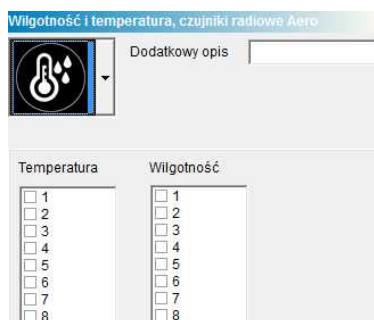 Wilgotność i temperatura, czujniki radiowe Aero
Dodatkowy opis
Temperatura Wilgotność
1 1
2 2
3 3
4 4
5 5
6 6
7 7
8 8